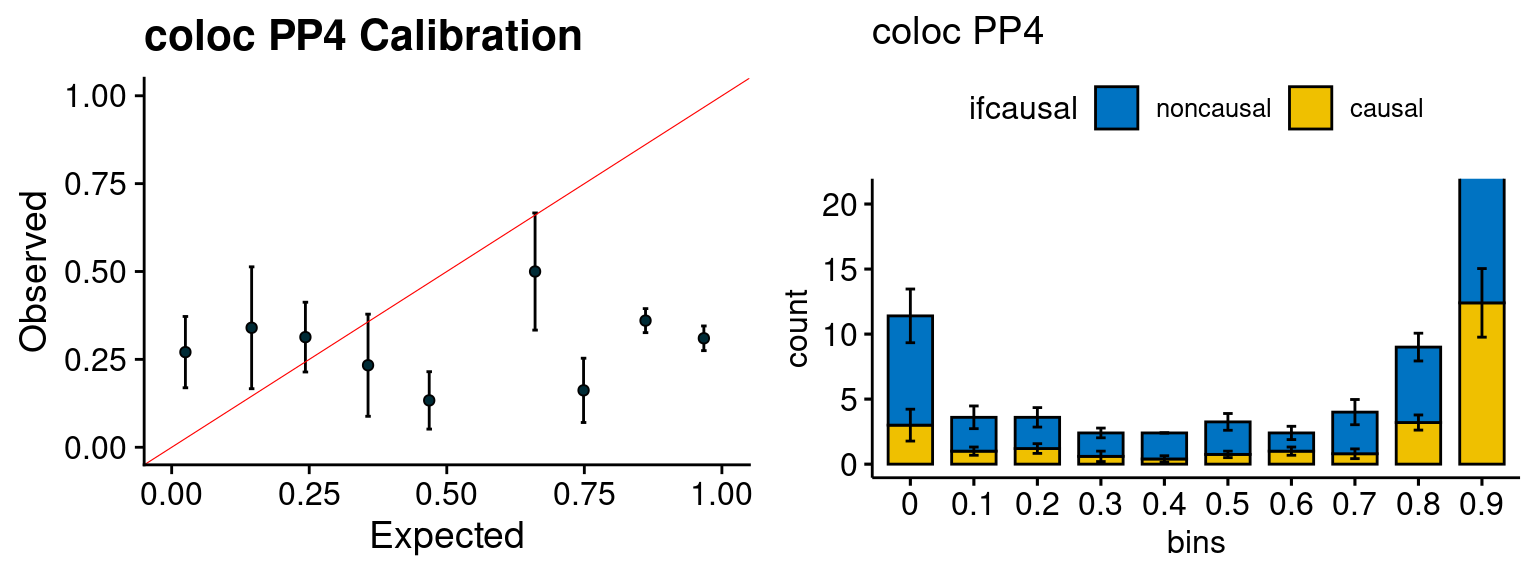 coloc PP4 Calibration
1.00
0.75
0.50
0.25
0.00
Observed
0.00 0.25 0.50 0.75 1.00
Expected
coloc PP4
ifcausal noncausal causal
20
15
10
5
0
count
0 0.1 0.2 0.3 0.4 0.5 0.6 0.7 0.8 0.9
bins